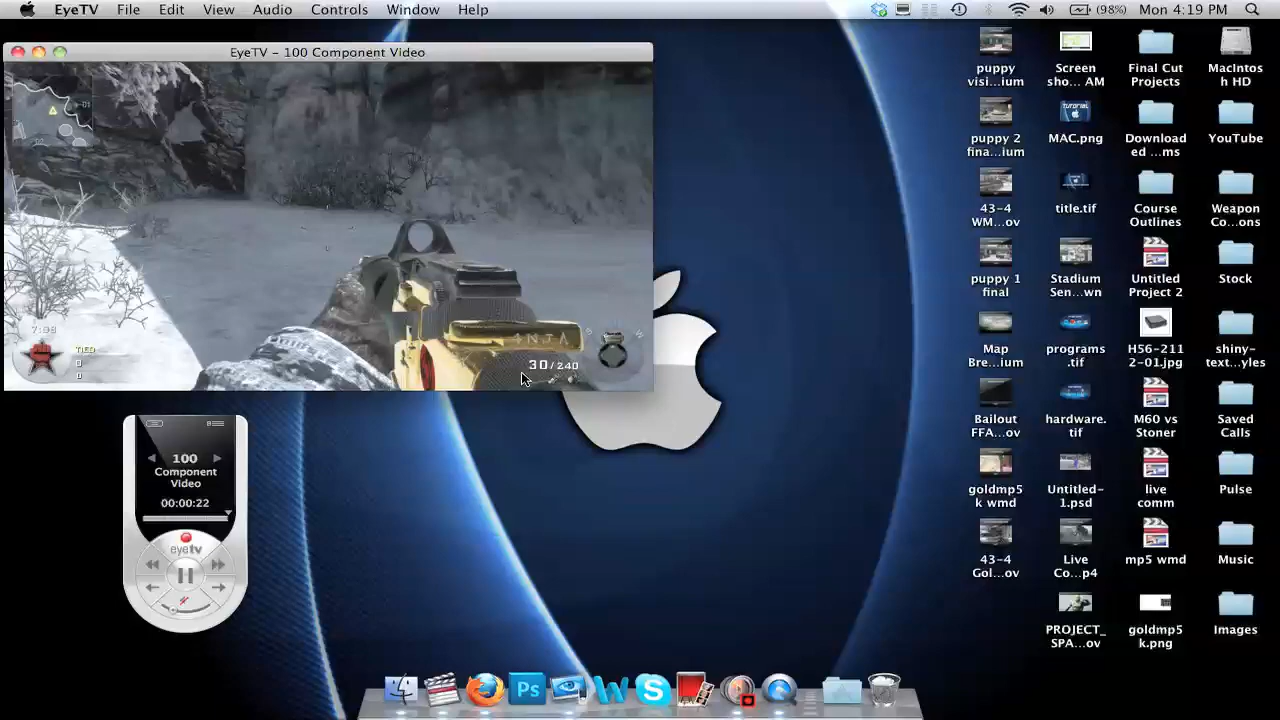 EyeTV File Edit View Audio Controls Window Help (98%) Mon 4:19 PM
EyeTV - 100 Component Video
7:08
TIED
0
0
30/240
100
Component
Video
00:00:22
eyetv
puppy
visi...ium
Screen
sho... AM
Final Cut
Projects
MacIntos
h HD
puppy 2
fina...ium
MAC.png
Download
ed ...ms
YouTube
43-4
WM...ov
title.tif
Course
Outlines
Weapon
Co...ons
puppy 1
final
Stadium
Sen...wn
Untitled
Project 2
Stock
Map
Bre...ium
programs
.tif
H56-211
2-01.jpg
shiny-
text...yles
Bailout
FFA...ov
hardware.
tif
M60 vs
Stoner
Saved
Calls
goldmp5
k wmd
Untitled-
1.psd
live
comm
Pulse
43-4
Gol...ov
Live
Co...p4
mp5 wmd
Music
PROJECT_
SPA...ov
goldmp5
k.png
Images
Ps